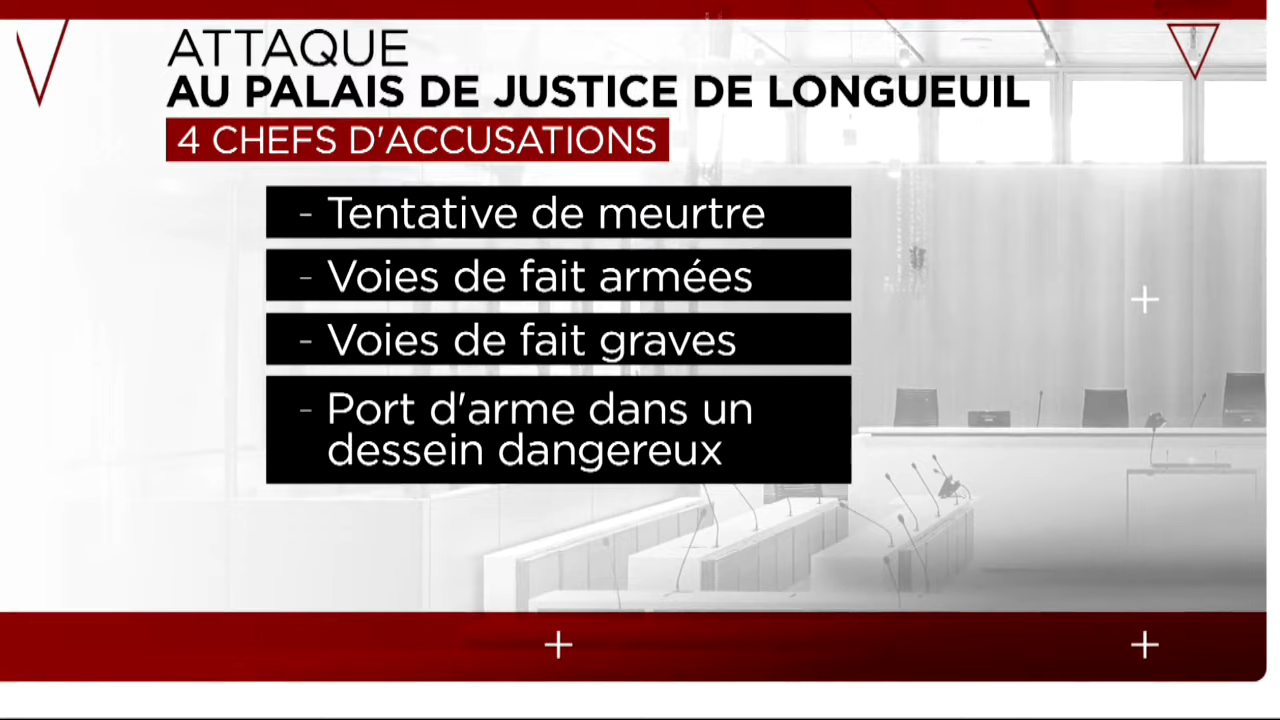 ATTAQUE
AU PALAIS DE JUSTICE DE LONGUEUIL
4 CHEFS D'ACCUSATIONS
- Tentative de meurtre
- Voies de fait armées
- Voies de fait graves
- Port d'arme dans un
dessein dangereux